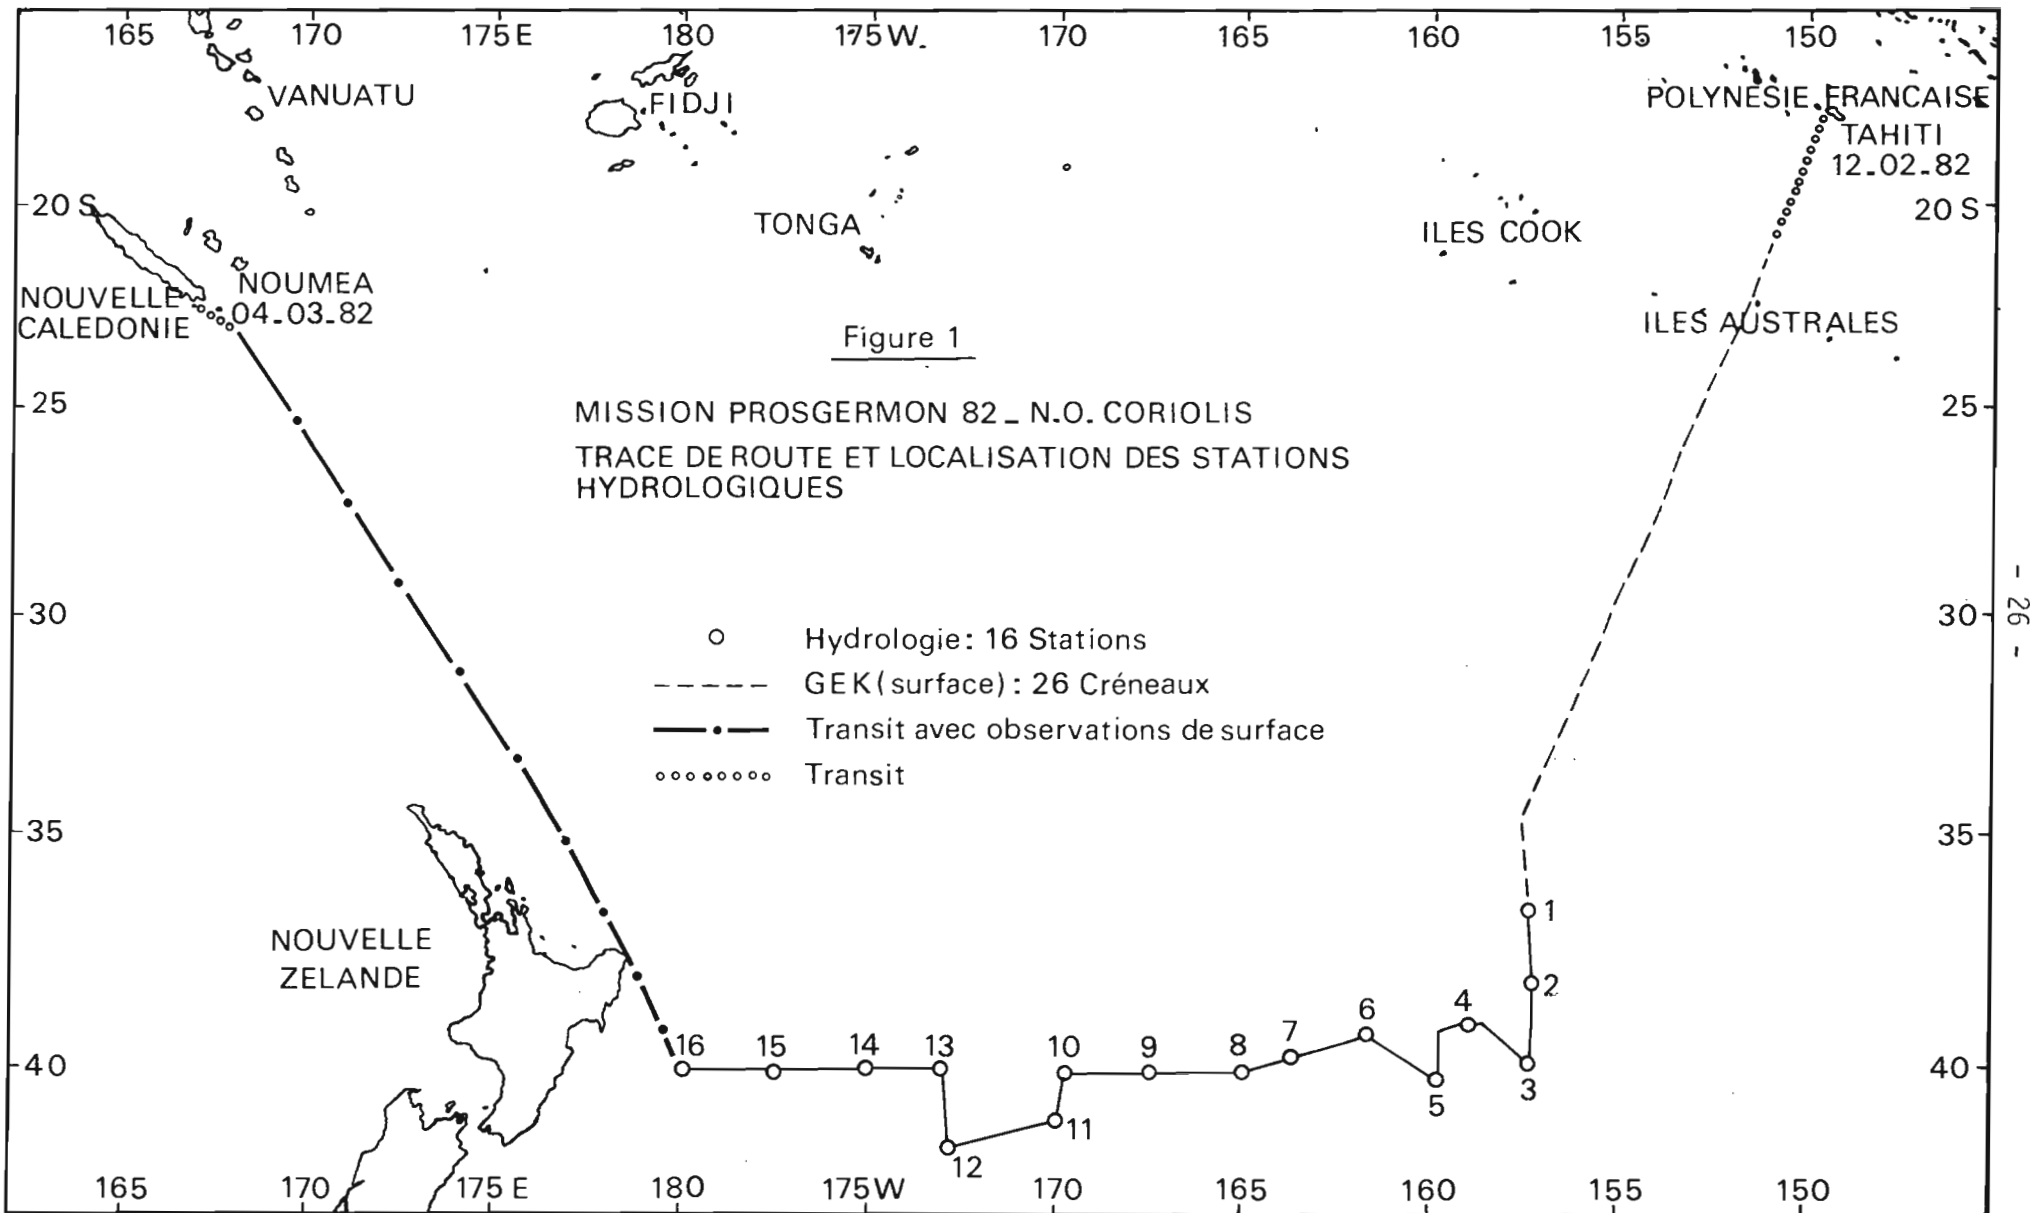 165 170 175 E 180 175 W. 170 165 160 155 150
VANUATU
FIDJI
POLYNESIE FRANCAISE
TAHITI
12.02.82
20 S
20 S
TONGA
ILES COOK
NOUMEA
04.03.82
NOUVELLE
CALEDONIE
ILES AUSTRALES
Figure 1
25
25
MISSION PROSGERMON 82 _ N.O. CORIOLIS
TRACE DE ROUTE ET LOCALISATION DES STATIONS
HYDROLOGIQUES
30
30
- 26 -
Hydrologie: 16 Stations
GEK (surface) : 26 Créneaux
Transit avec observations de surface
Transit
35
35
NOUVELLE
ZELANDE
1
2
3
4
5
6
7
8
9
10
11
12
13
14
15
16
40
40
165 170 175 E 180 175 W 170 165 160 155 150